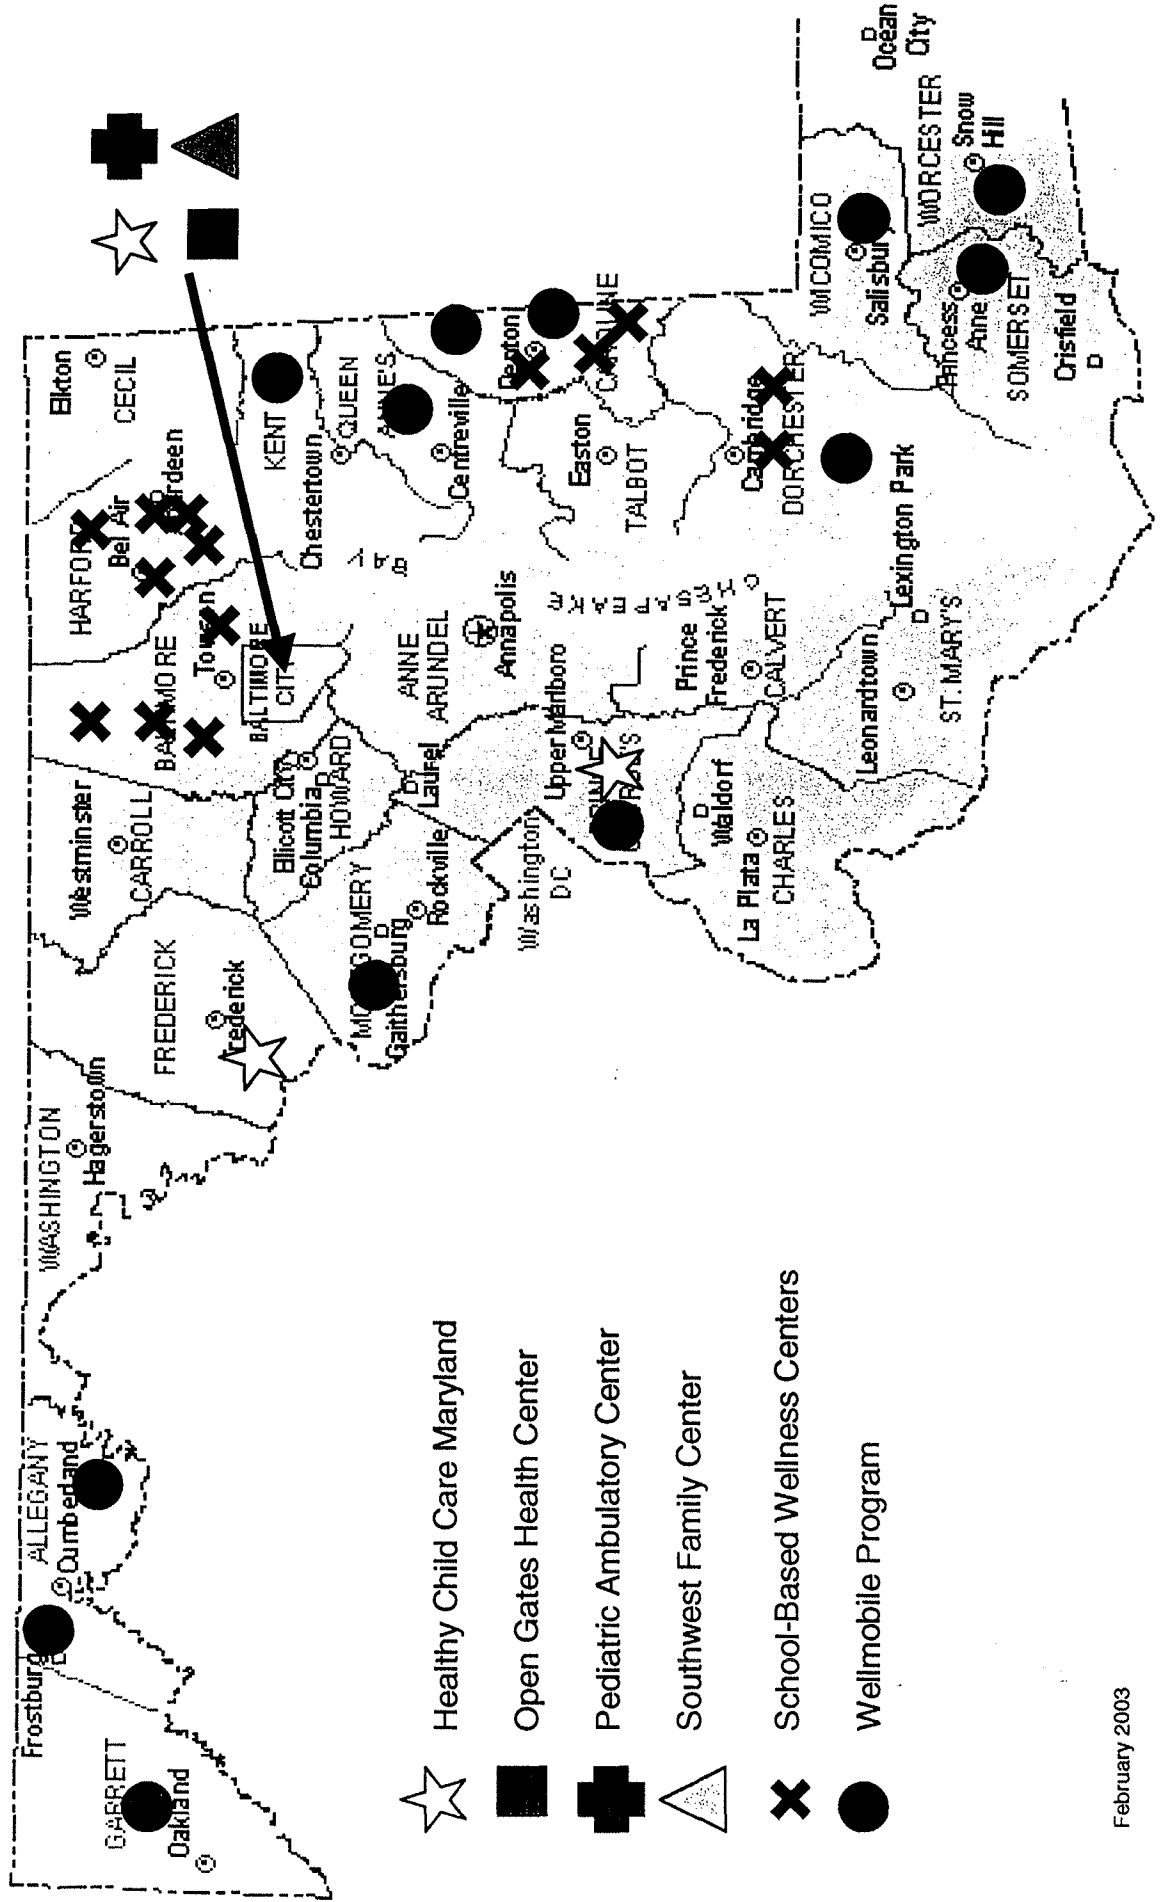 GARRETT
Oakland
Frostburg
ALLEGANY
Cumberland
WASHINGTON
Hagerstown
FREDERICK
Frederick
Westminster
CARROLL
BALTIMORE
Towson
BALTIMORE
CITY
HARFORD
Bel Air
Aberdeen
Elkton
CECIL
KENT
Chestertown
QUEEN
ANNE'S
Centreville
Ellicott City
Columbia
HOWARD
MONTGOMERY
Gaithersburg
Rockville
Laurel
ANNE
ARUNDEL
Annapolis
Washington
DC
Upper Marlboro
CHESAPEAKE
BAY
Denton
CAROLINE
Easton
TALBOT
Waldorf
La Plata
CHARLES
Prince
Frederick
CALVERT
Leonardtown
ST. MARY'S
Lexington Park
Cambridge
DORCHESTER
WICOMICO
Salisbury
WORCESTER
Snow
Hill
Ocean
City
Princess
Anne
SOMERSET
Crisfield
Healthy Child Care Maryland
Open Gates Health Center
Pediatric Ambulatory Center
Southwest Family Center
School-Based Wellness Centers
Wellmobile Program
February 2003